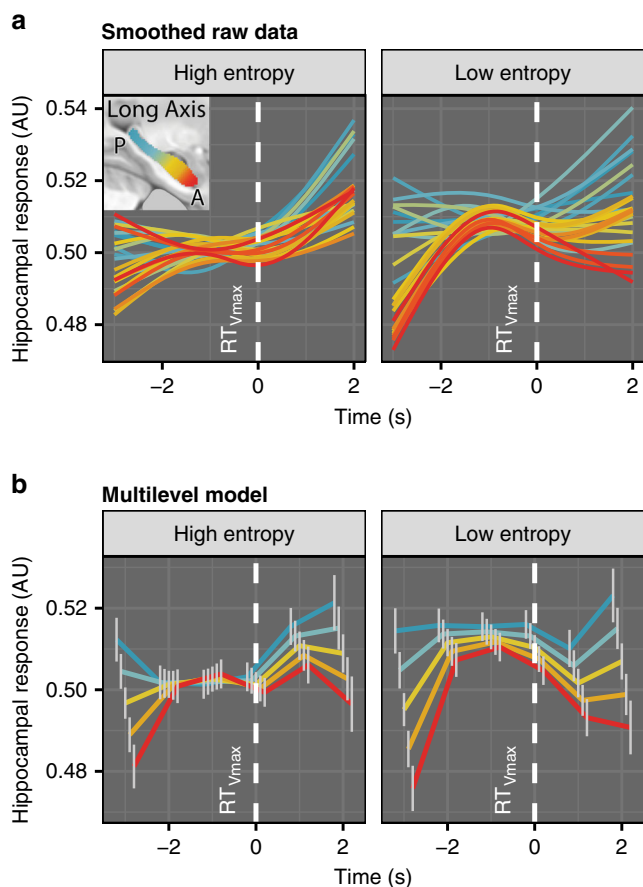 a
Smoothed raw data
High entropy
Low entropy
Hippocampal response (AU)
0.54
0.52
0.50
0.48
Long Axis
P
A
RTVmax
RTVmax
−2 0 2
−2 0 2
Time (s)
Time (s)
b
Multilevel model
High entropy
Low entropy
Hippocampal response (AU)
0.52
0.50
0.48
RTVmax
RTVmax
−2 0 2
−2 0 2
Time (s)
Time (s)